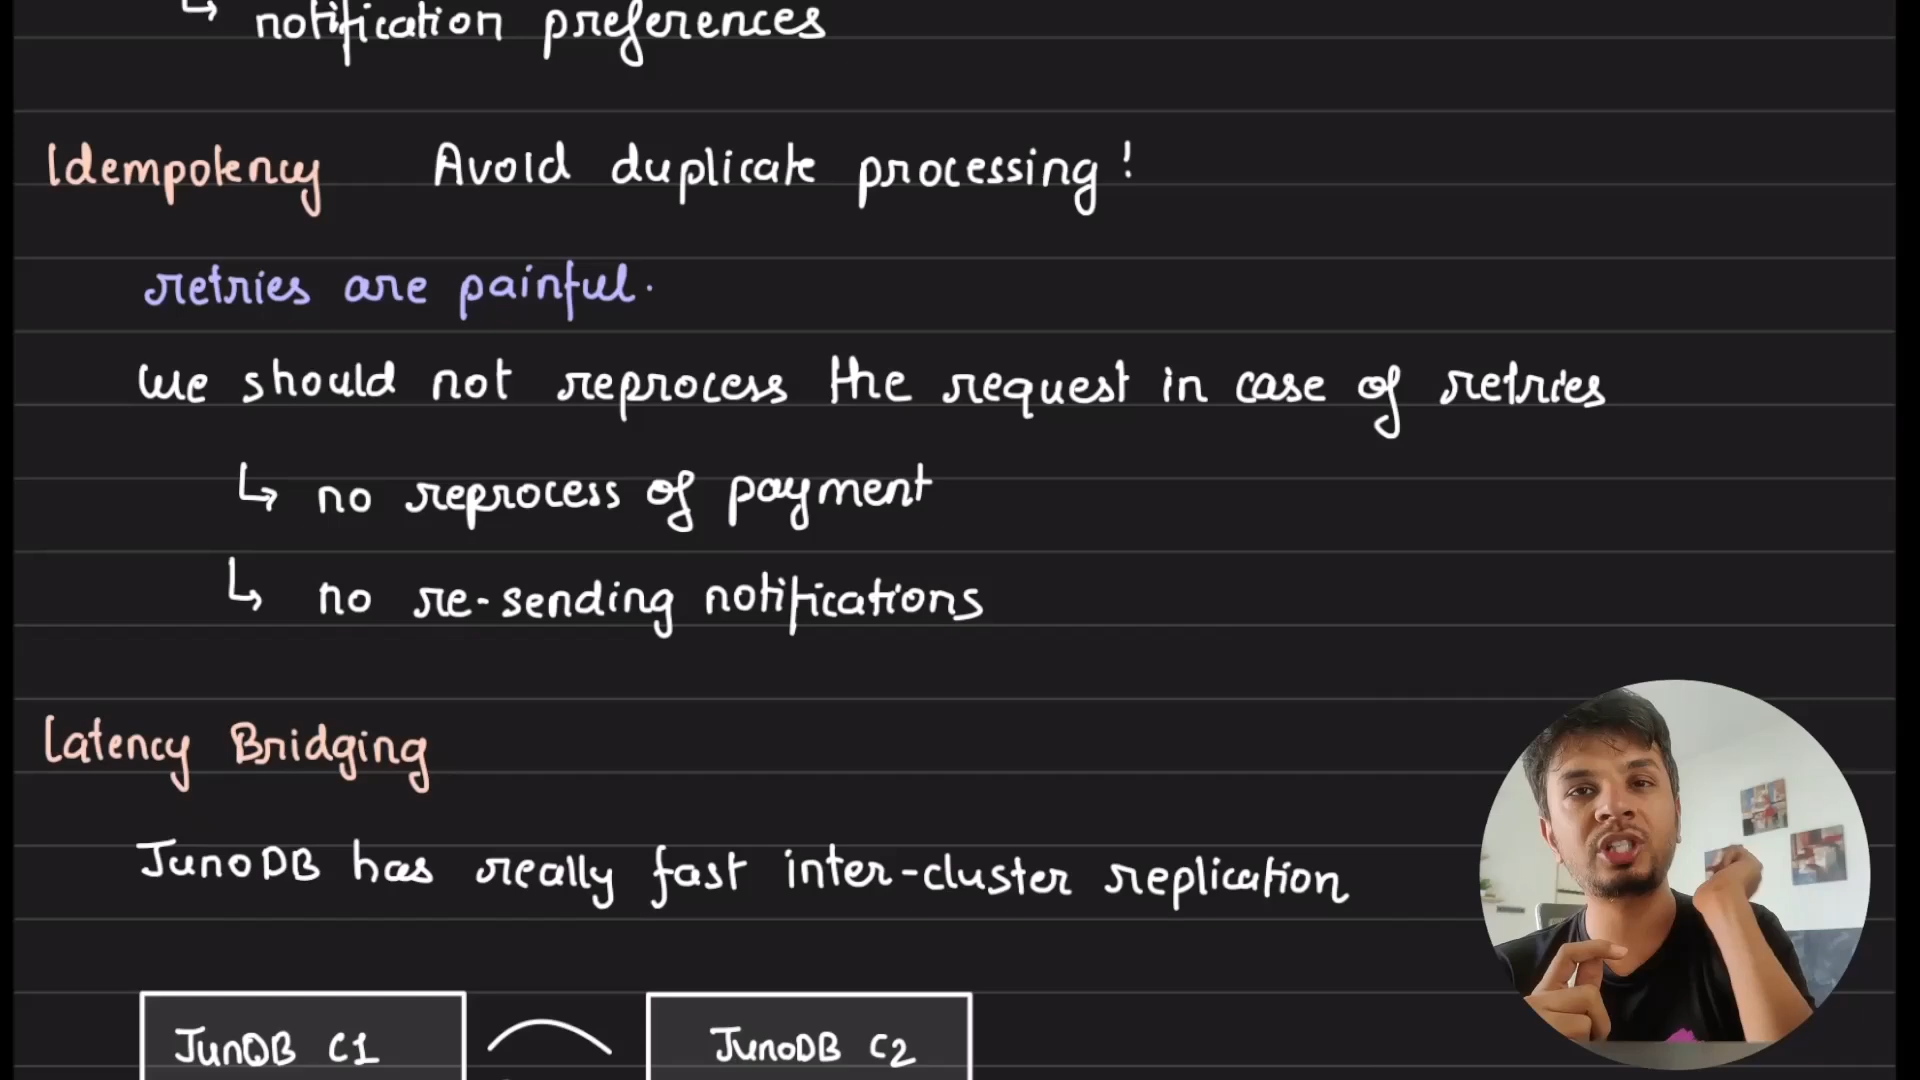 ↳ notification preferences
Idempotency Avoid duplicate processing!
retries are painful.
We should not reprocess the request in case of retries
↳ no reprocess of payment
↳ no re-sending notifications
Latency Bridging
JunoDB has really fast inter-cluster replication
JunoDB C1 JunoDB C2